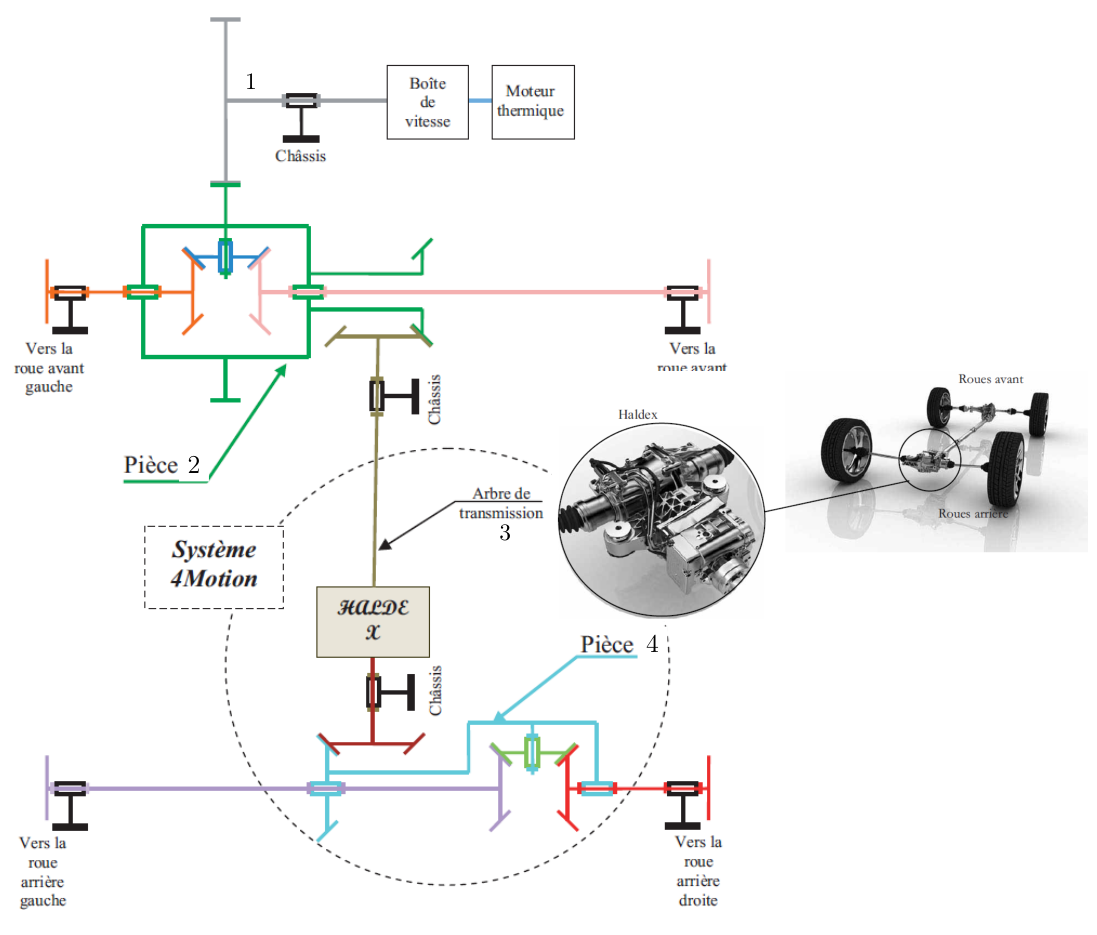 1
Boîte
de
vitesse
Moteur
thermique
Châssis
Vers la
roue avant
gauche
Vers la
roue avant
Châssis
Pièce 2
Roues avant
Haldex
Arbre de
transmission
3
Roues arrière
Système
4Motion
HALDE
X
Pièce 4
Châssis
Vers la
roue
arrière
gauche
Vers la
roue
arrière
droite